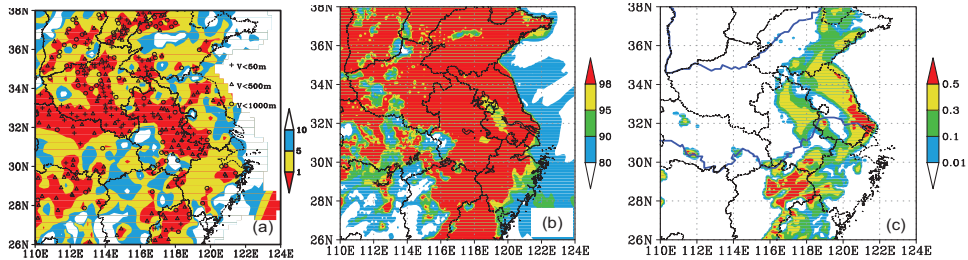 38N
36N
34N
32N
30N
28N
26N
110E 112E 114E 116E 118E 120E 122E 124E
+ V<50m
▲ V<500m
○ V<1000m
10
5
1
(a)
38N
36N
34N
32N
30N
28N
26N
110E 112E 114E 116E 118E 120E 122E 124E
98
95
90
80
(b)
38N
36N
34N
32N
30N
28N
26N
110E 112E 114E 116E 118E 120E 122E 124E
0.5
0.3
0.1
0.01
(c)